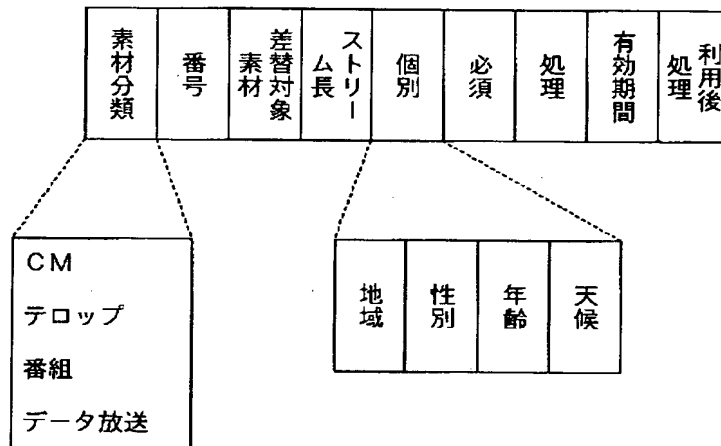 素材分類
番号
差替対象
素材
ストリー
ム長
個別
必須
処理
有効期間
利用後
処理
CM
テロップ
番組
データ放送
地域
性別
年齢
天候